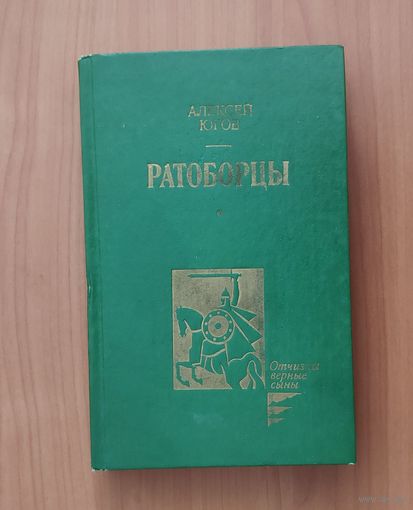 АЛЕКСЕЙ
ЮГОВ
РАТОБОРЦЫ
Отчизны
верные
сыны